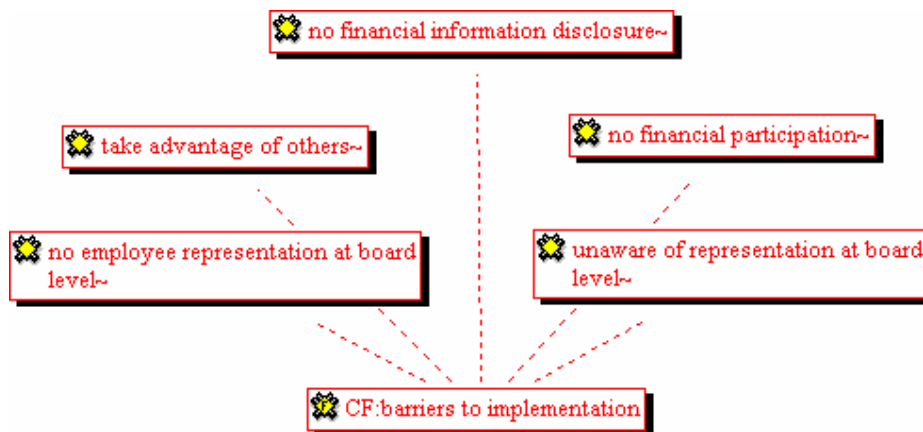 no financial information disclosure~
take advantage of others~
no financial participation~
no employee representation at board
level~
unaware of representation at board
level~
F CF:barriers to implementation